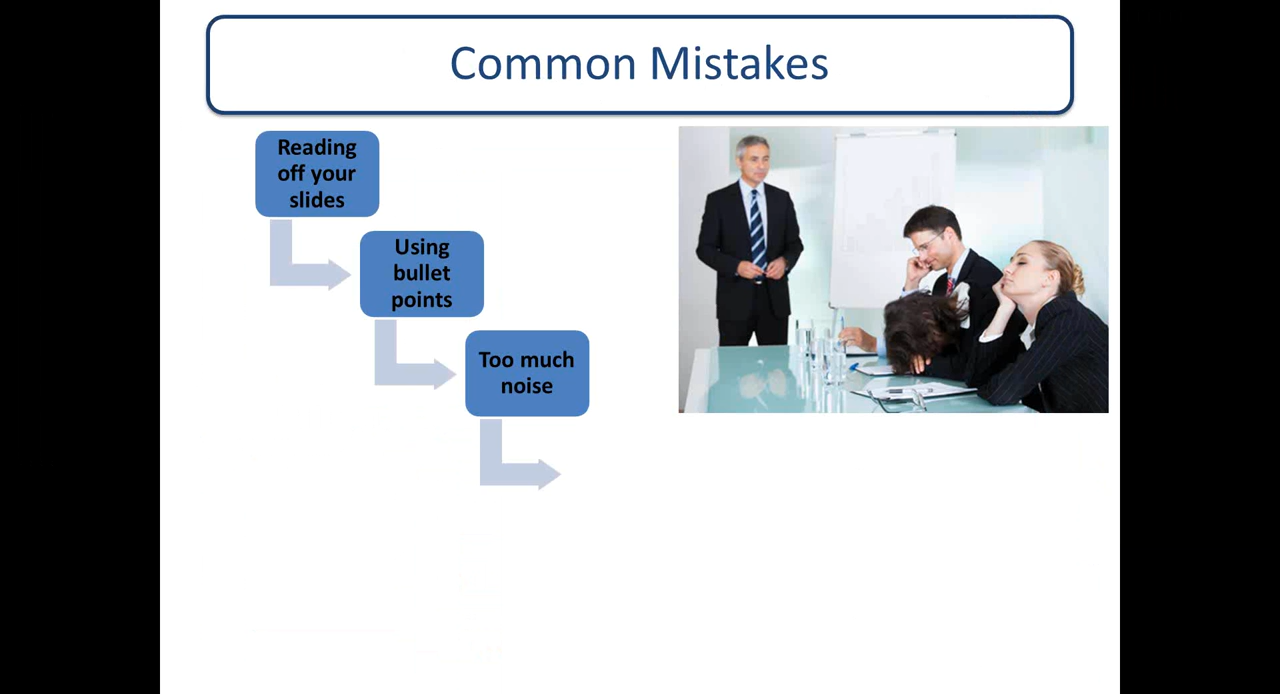 Common Mistakes
Reading
off your
slides
Using
bullet
points
Too much
noise